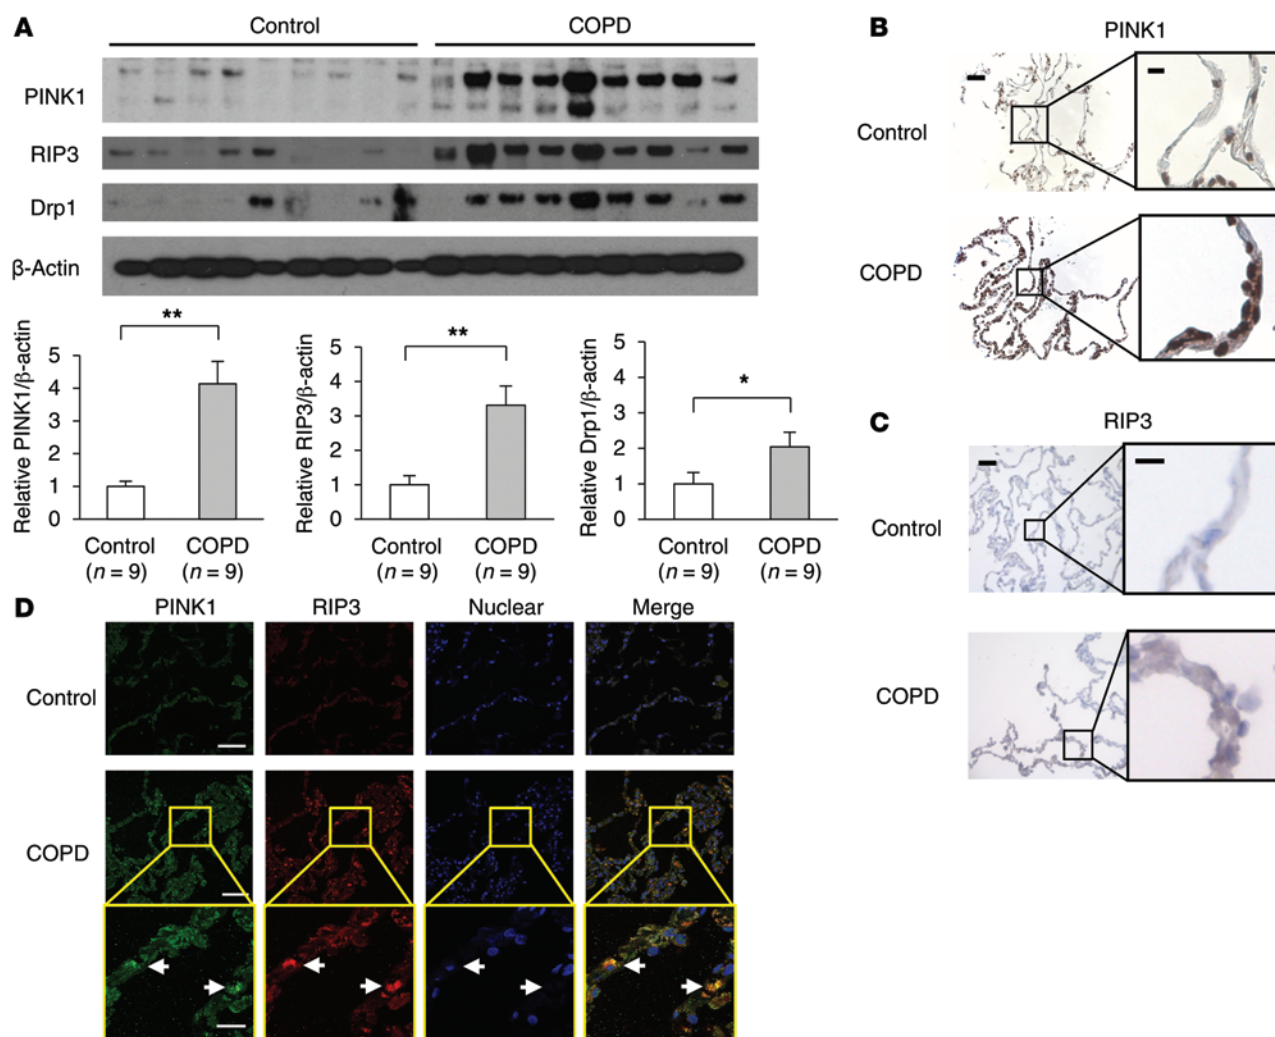 A
Control
COPD
PINK1
RIP3
Drp1
β-Actin
**
Relative PINK1/β-actin
5
4
3
2
1
0
Control
(n = 9)
COPD
(n = 9)
**
Relative RIP3/β-actin
5
4
3
2
1
0
Control
(n = 9)
COPD
(n = 9)
*
Relative Drp1/β-actin
5
4
3
2
1
0
Control
(n = 9)
COPD
(n = 9)
B
PINK1
Control
COPD
C
RIP3
Control
COPD
D
PINK1
RIP3
Nuclear
Merge
Control
COPD